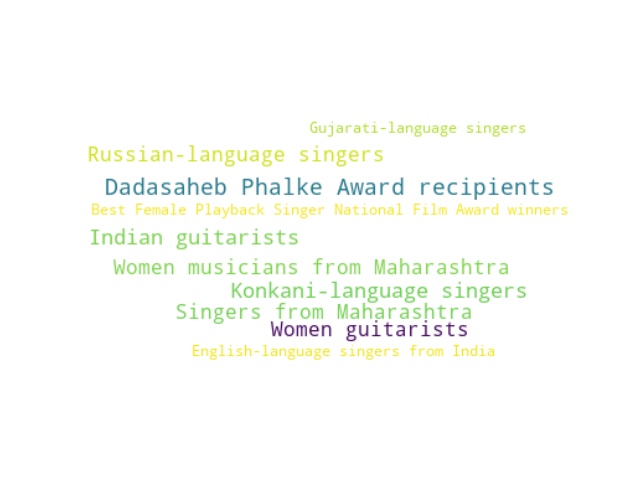 Gujarati-language singers
Russian-language singers
Dadasaheb Phalke Award recipients
Best Female Playback Singer National Film Award winners
Indian guitarists
Women musicians from Maharashtra
Konkani-language singers
Singers from Maharashtra
Women guitarists
English-language singers from India